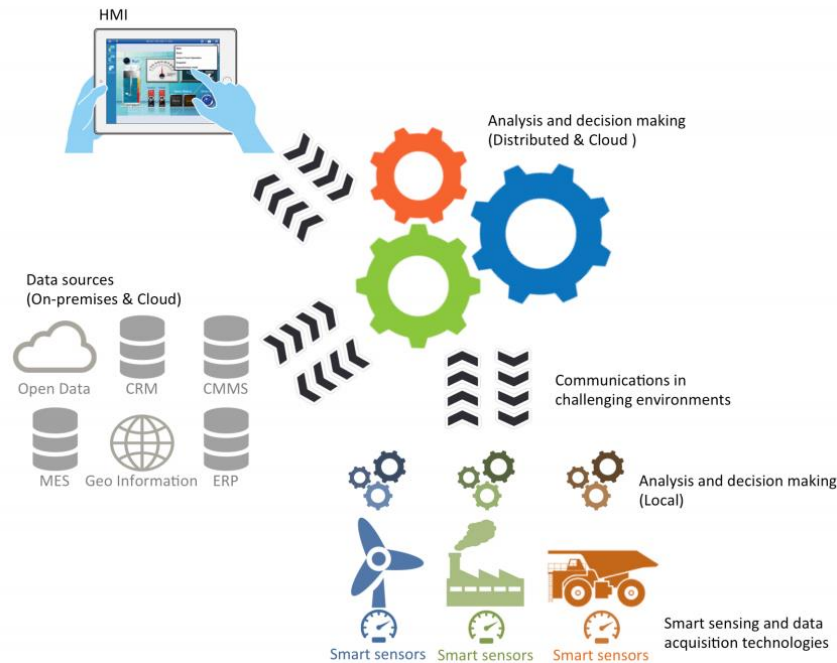 HMI
Analysis and decision making
(Distributed & Cloud )
Data sources
(On-premises & Cloud)
Open Data
CRM
CMMS
MES
Geo Information
ERP
Communications in
challenging environments
Analysis and decision making
(Local)
Smart sensors
Smart sensors
Smart sensors
Smart sensing and data
acquisition technologies